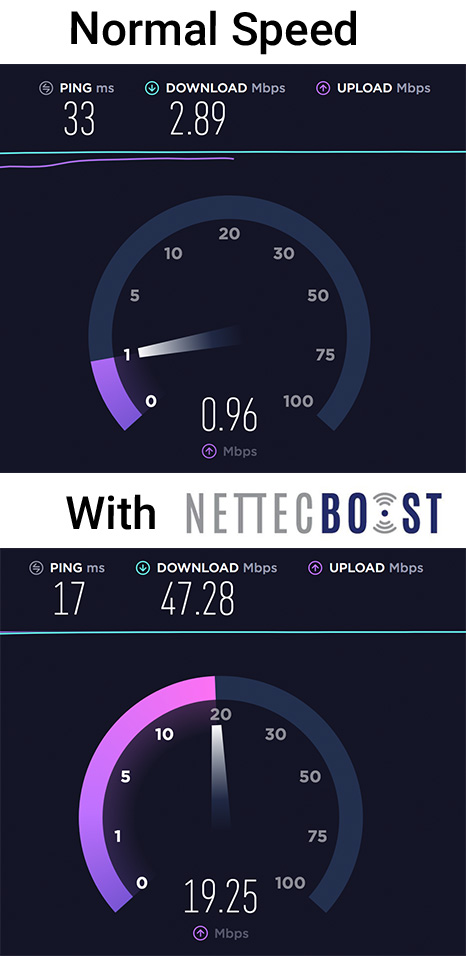 Normal Speed
PING ms DOWNLOAD Mbps UPLOAD Mbps
33 2.89
20
10 30
5 50
1 75
0 100
0.96
Mbps
With NETTECBOOST
PING ms DOWNLOAD Mbps UPLOAD Mbps
17 47.28
20
10 30
5 50
1 75
0 100
19.25
Mbps